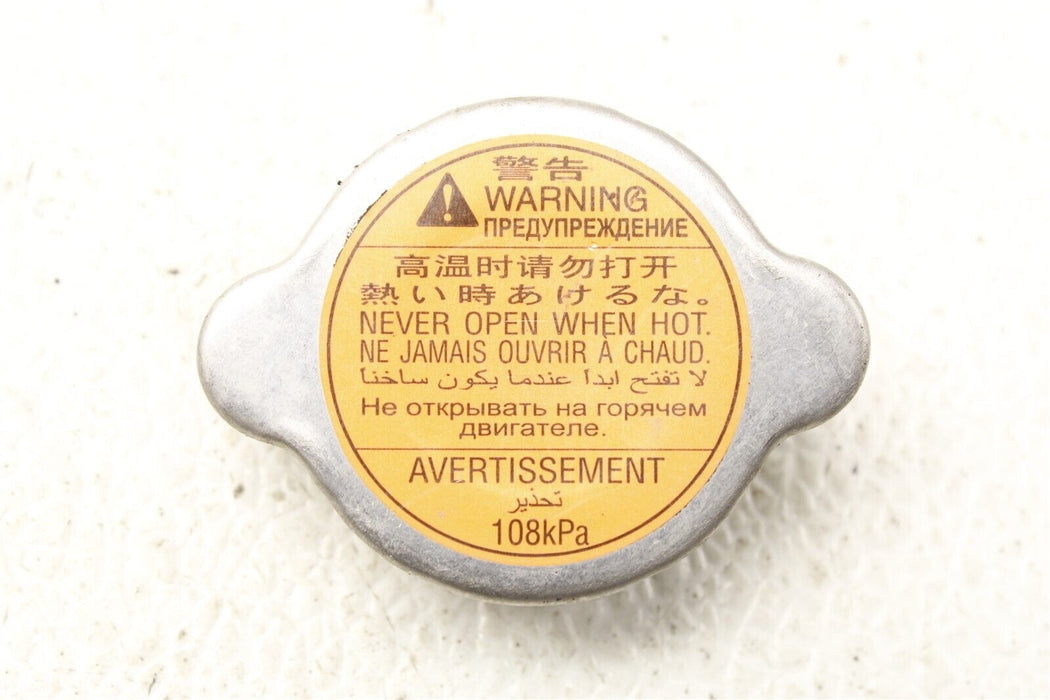 警告
WARNING
ПРЕДУПРЕЖДЕНИЕ
高温时请勿打开
熱い時あけるな。
NEVER OPEN WHEN HOT.
NE JAMAIS OUVRIR À CHAUD.
لا تفتح ابدا عندما يكون ساخنا
Не открывать на горячем
двигателе.
AVERTISSEMENT
تحذير
108kPa